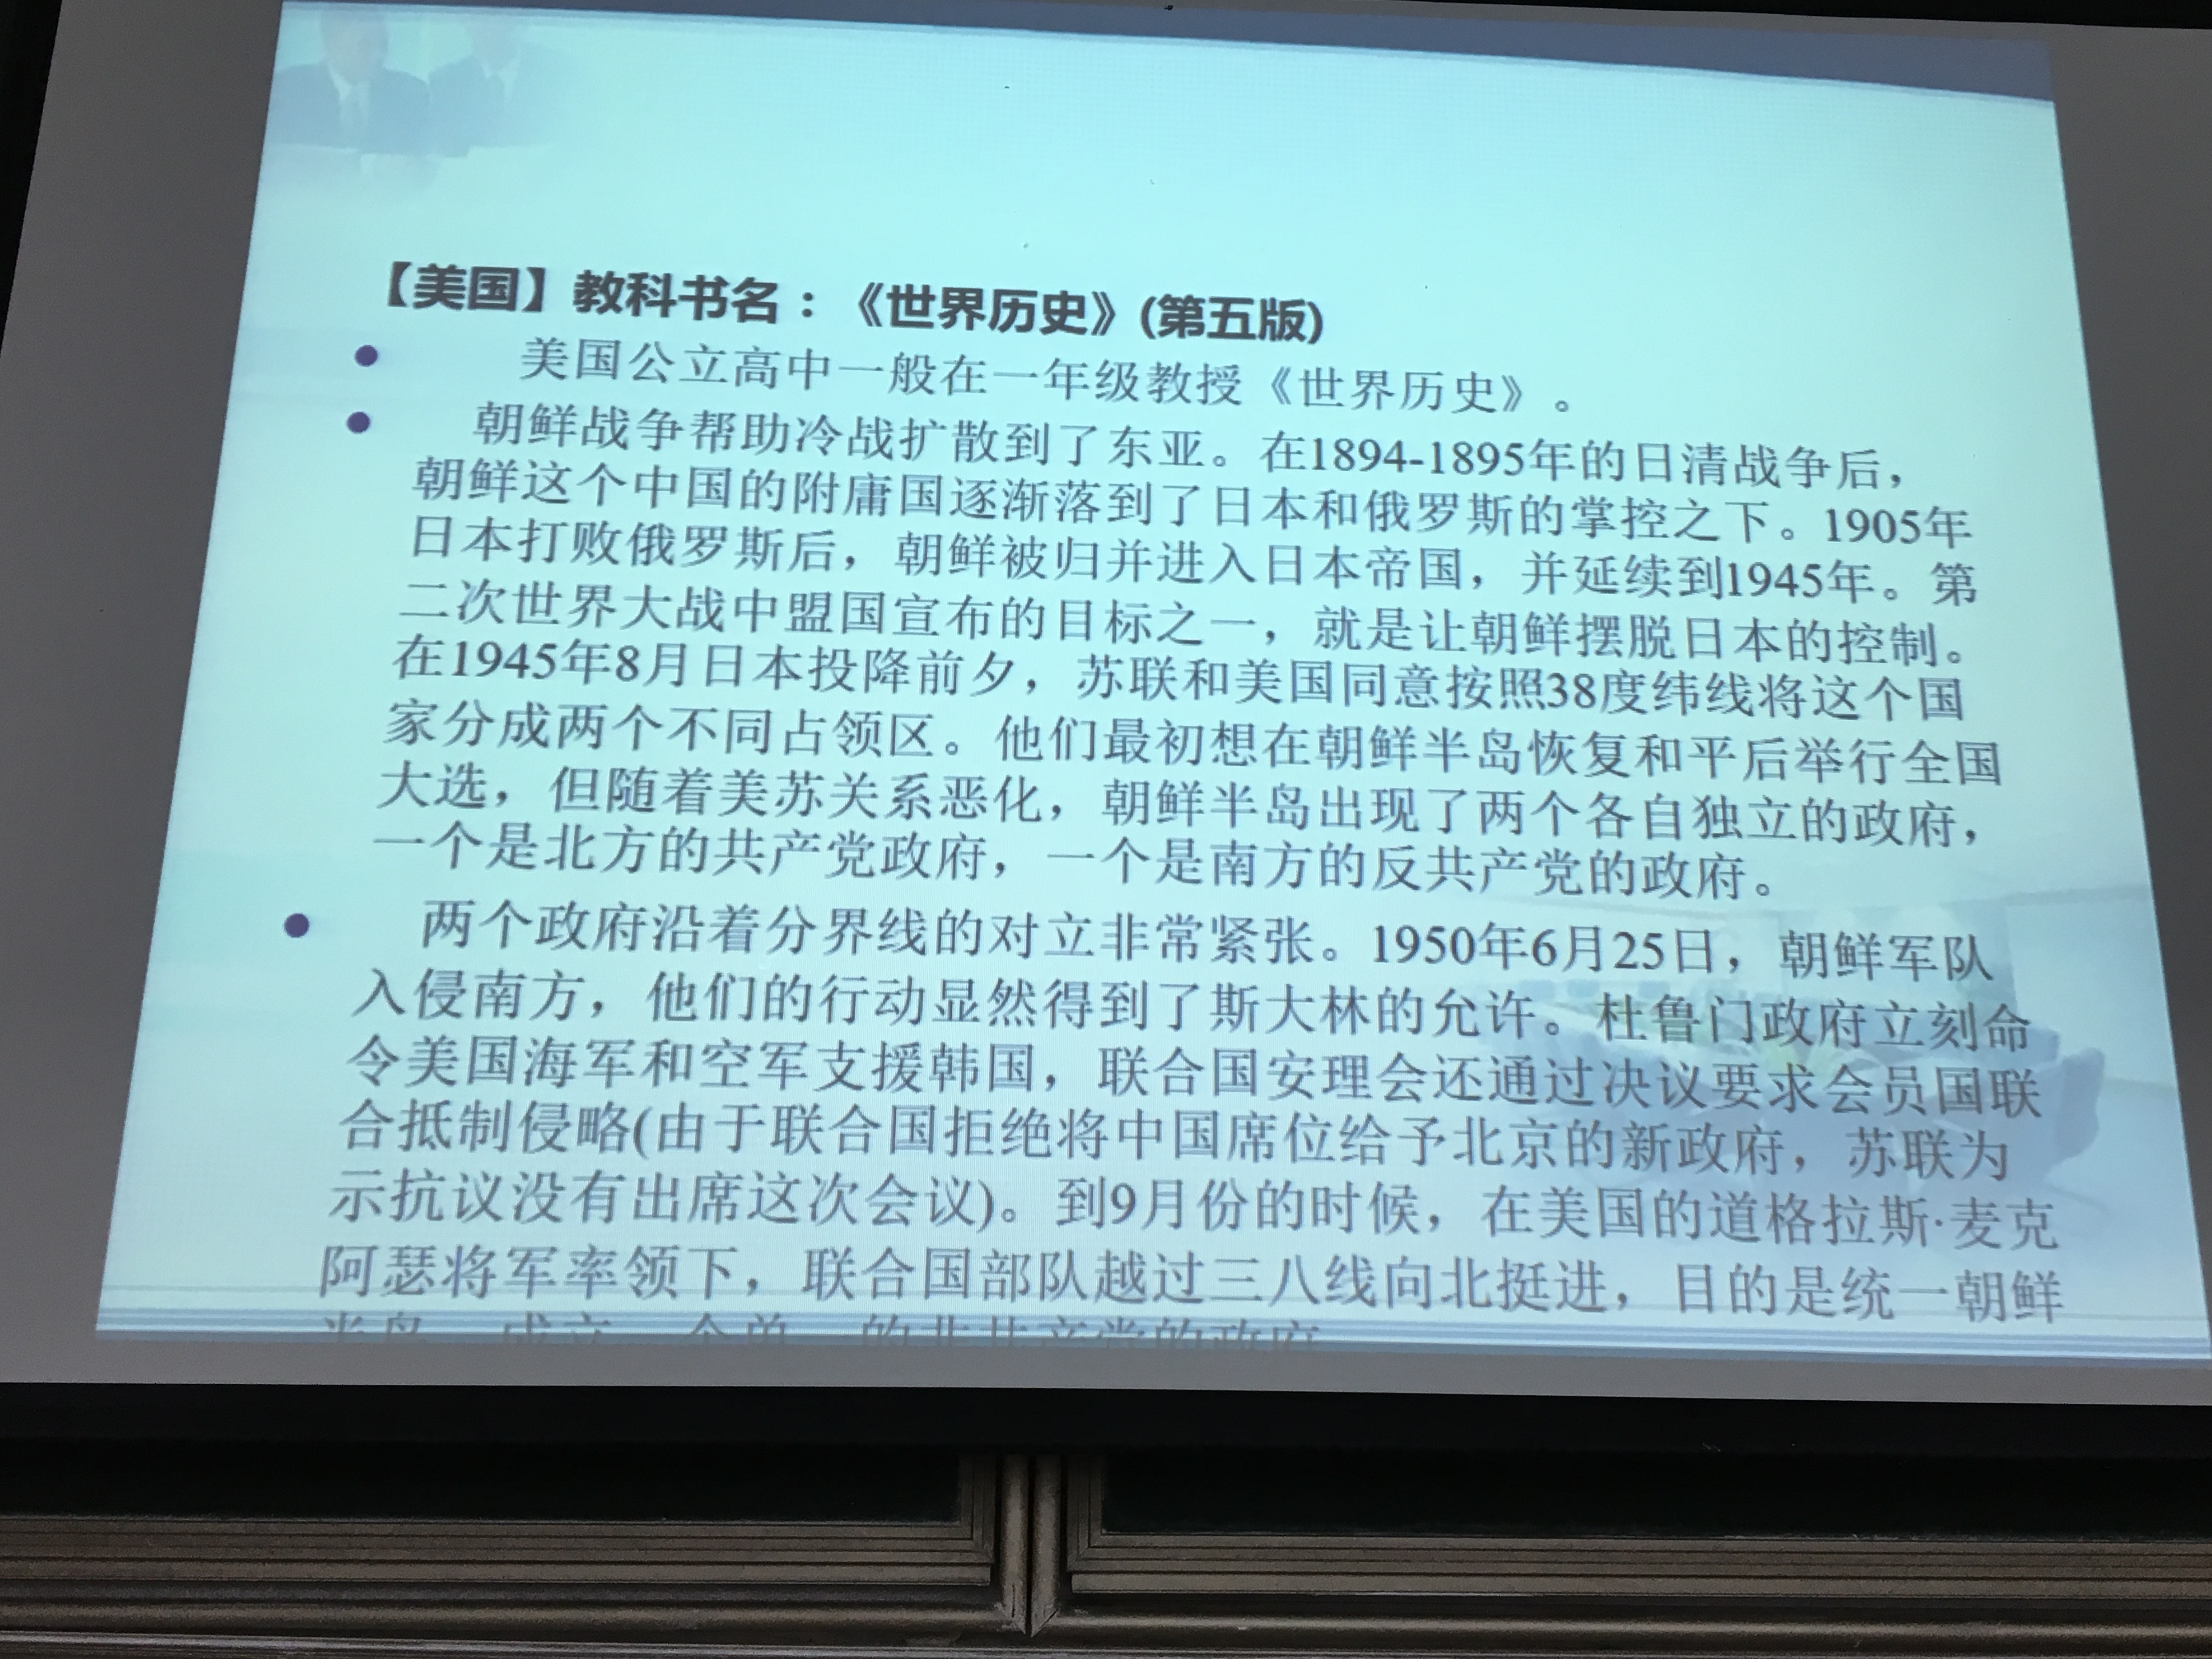 【美国】教科书名：《世界历史》(第五版)
美国公立高中一般在一年级教授《世界历史》。
朝鲜战争帮助冷战扩散到了东亚。在1894-1895年的日清战争后，
朝鲜这个中国的附庸国逐渐落到了日本和俄罗斯的掌控之下。1905年
日本打败俄罗斯后，朝鲜被归并进入日本帝国，并延续到1945年。第
二次世界大战中盟国宣布的目标之一，就是让朝鲜摆脱日本的控制。
在1945年8月日本投降前夕，苏联和美国同意按照38度纬线将这个国
家分成两个不同占领区。他们最初想在朝鲜半岛恢复和平后举行全国
大选，但随着美苏关系恶化，朝鲜半岛出现了两个各自独立的政府，
一个是北方的共产党政府，一个是南方的反共产党的政府。
两个政府沿着分界线的对立非常紧张。1950年6月25日，朝鲜军队
入侵南方，他们的行动显然得到了斯大林的允许。杜鲁门政府立刻命
令美国海军和空军支援韩国，联合国安理会还通过决议要求会员国联
合抵制侵略(由于联合国拒绝将中国席位给予北京的新政府，苏联为
示抗议没有出席这次会议)。到9月份的时候，在美国的道格拉斯·麦克
阿瑟将军率领下，联合国部队越过三八线向北挺进，目的是统一朝鲜